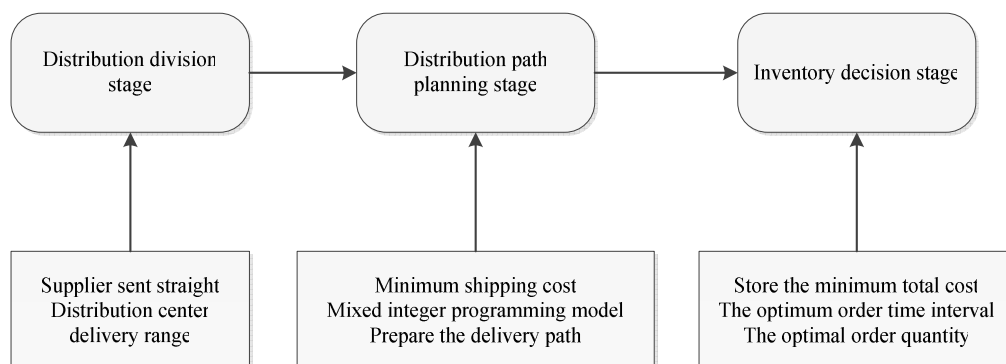 Distribution division
stage
Distribution path
planning stage
Inventory decision stage
Supplier sent straight
Distribution center
delivery range
Minimum shipping cost
Mixed integer programming model
Prepare the delivery path
Store the minimum total cost
The optimum order time interval
The optimal order quantity